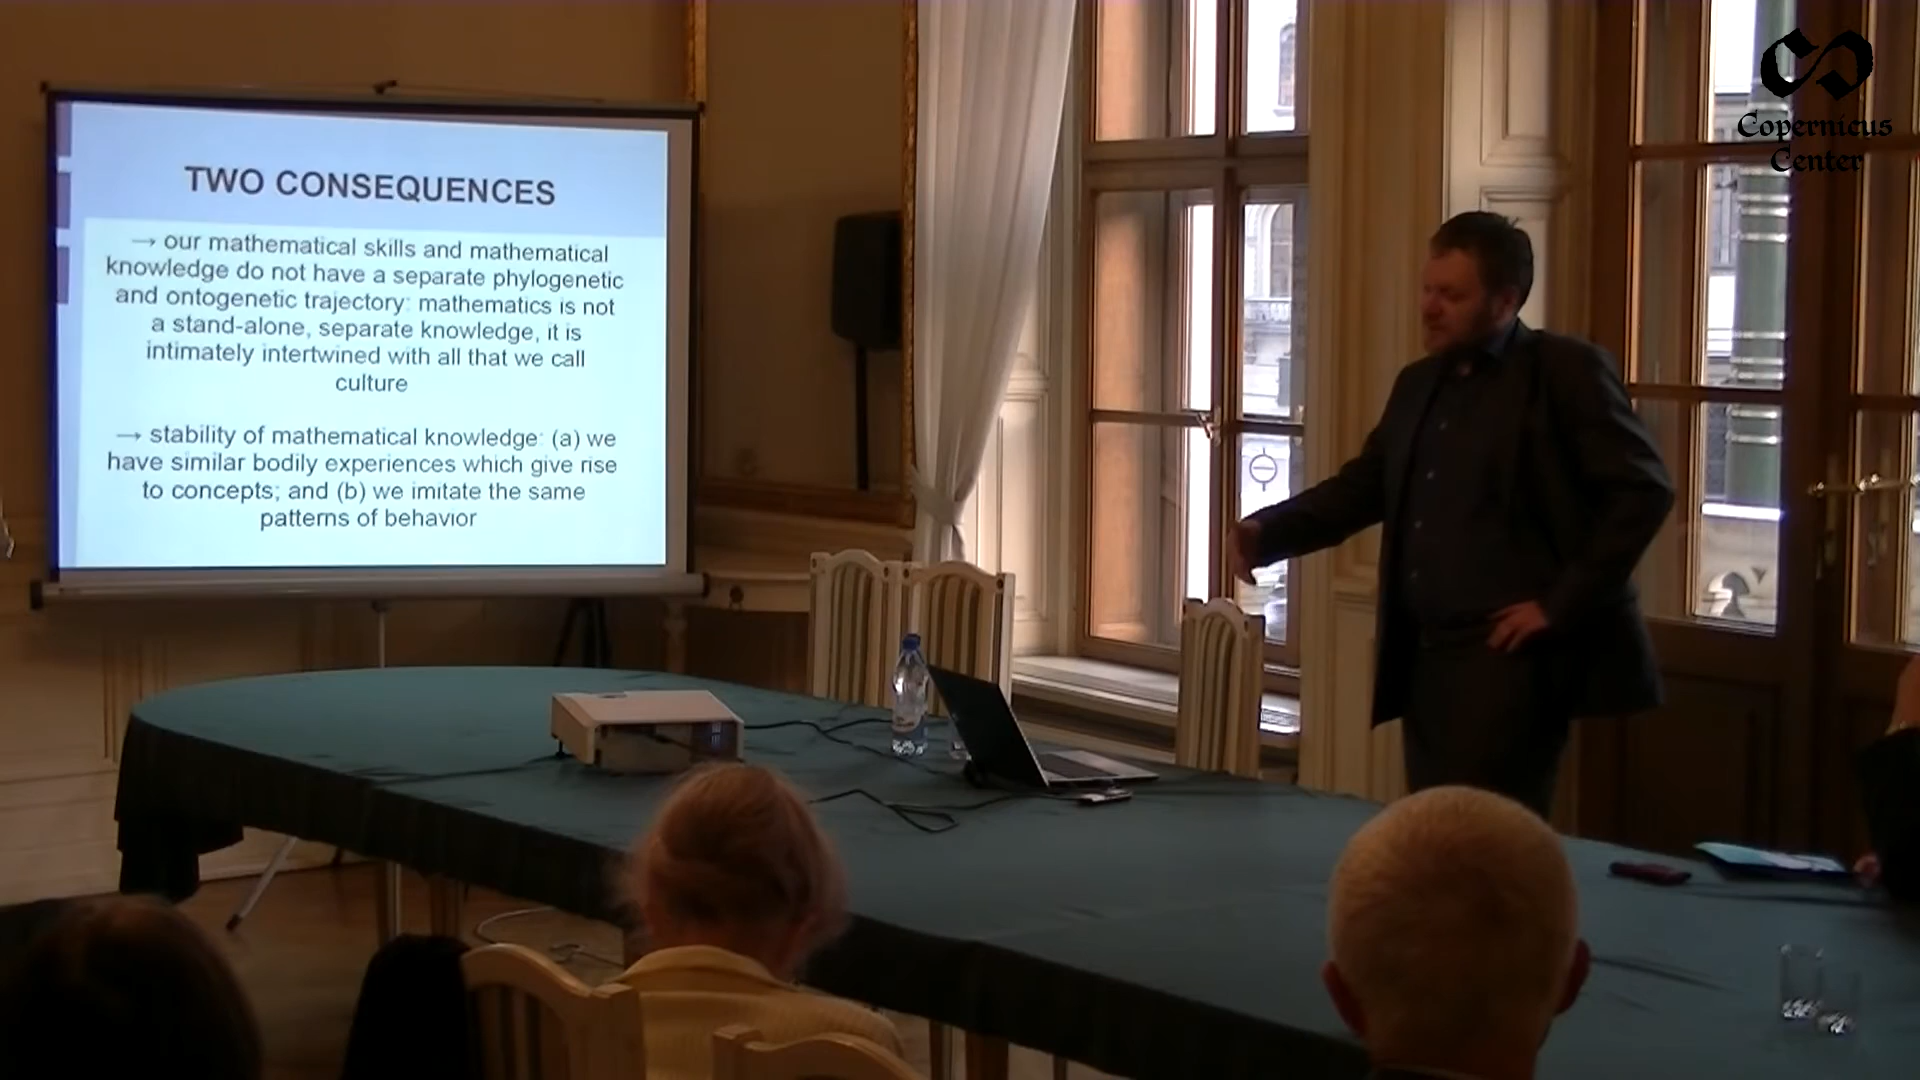 TWO CONSEQUENCES
→ our mathematical skills and mathematical
knowledge do not have a separate phylogenetic
and ontogenetic trajectory: mathematics is not
a stand-alone, separate knowledge, it is
intimately intertwined with all that we call
culture
→ stability of mathematical knowledge: (a) we
have similar bodily experiences which give rise
to concepts; and (b) we imitate the same
patterns of behavior
Copernicus
Center